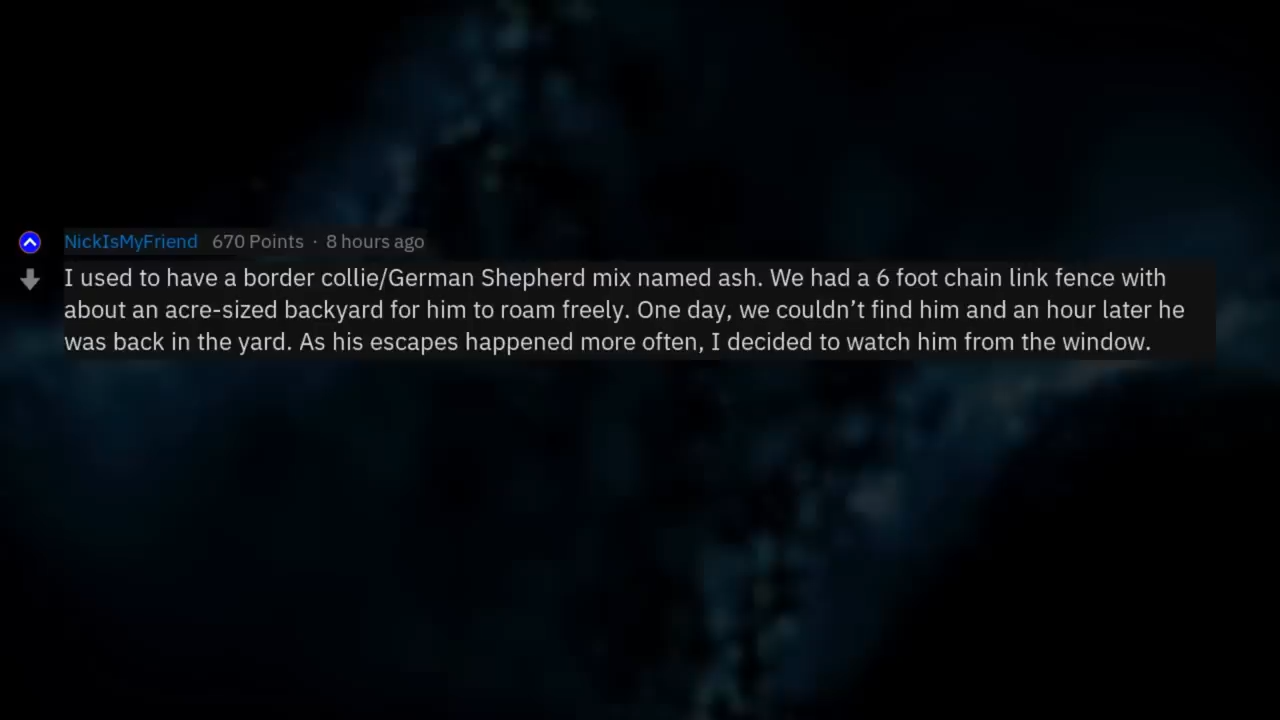 NickIsMyFriend 670 Points · 8 hours ago
I used to have a border collie/German Shepherd mix named ash. We had a 6 foot chain link fence with
about an acre-sized backyard for him to roam freely. One day, we couldn’t find him and an hour later he
was back in the yard. As his escapes happened more often, I decided to watch him from the window.